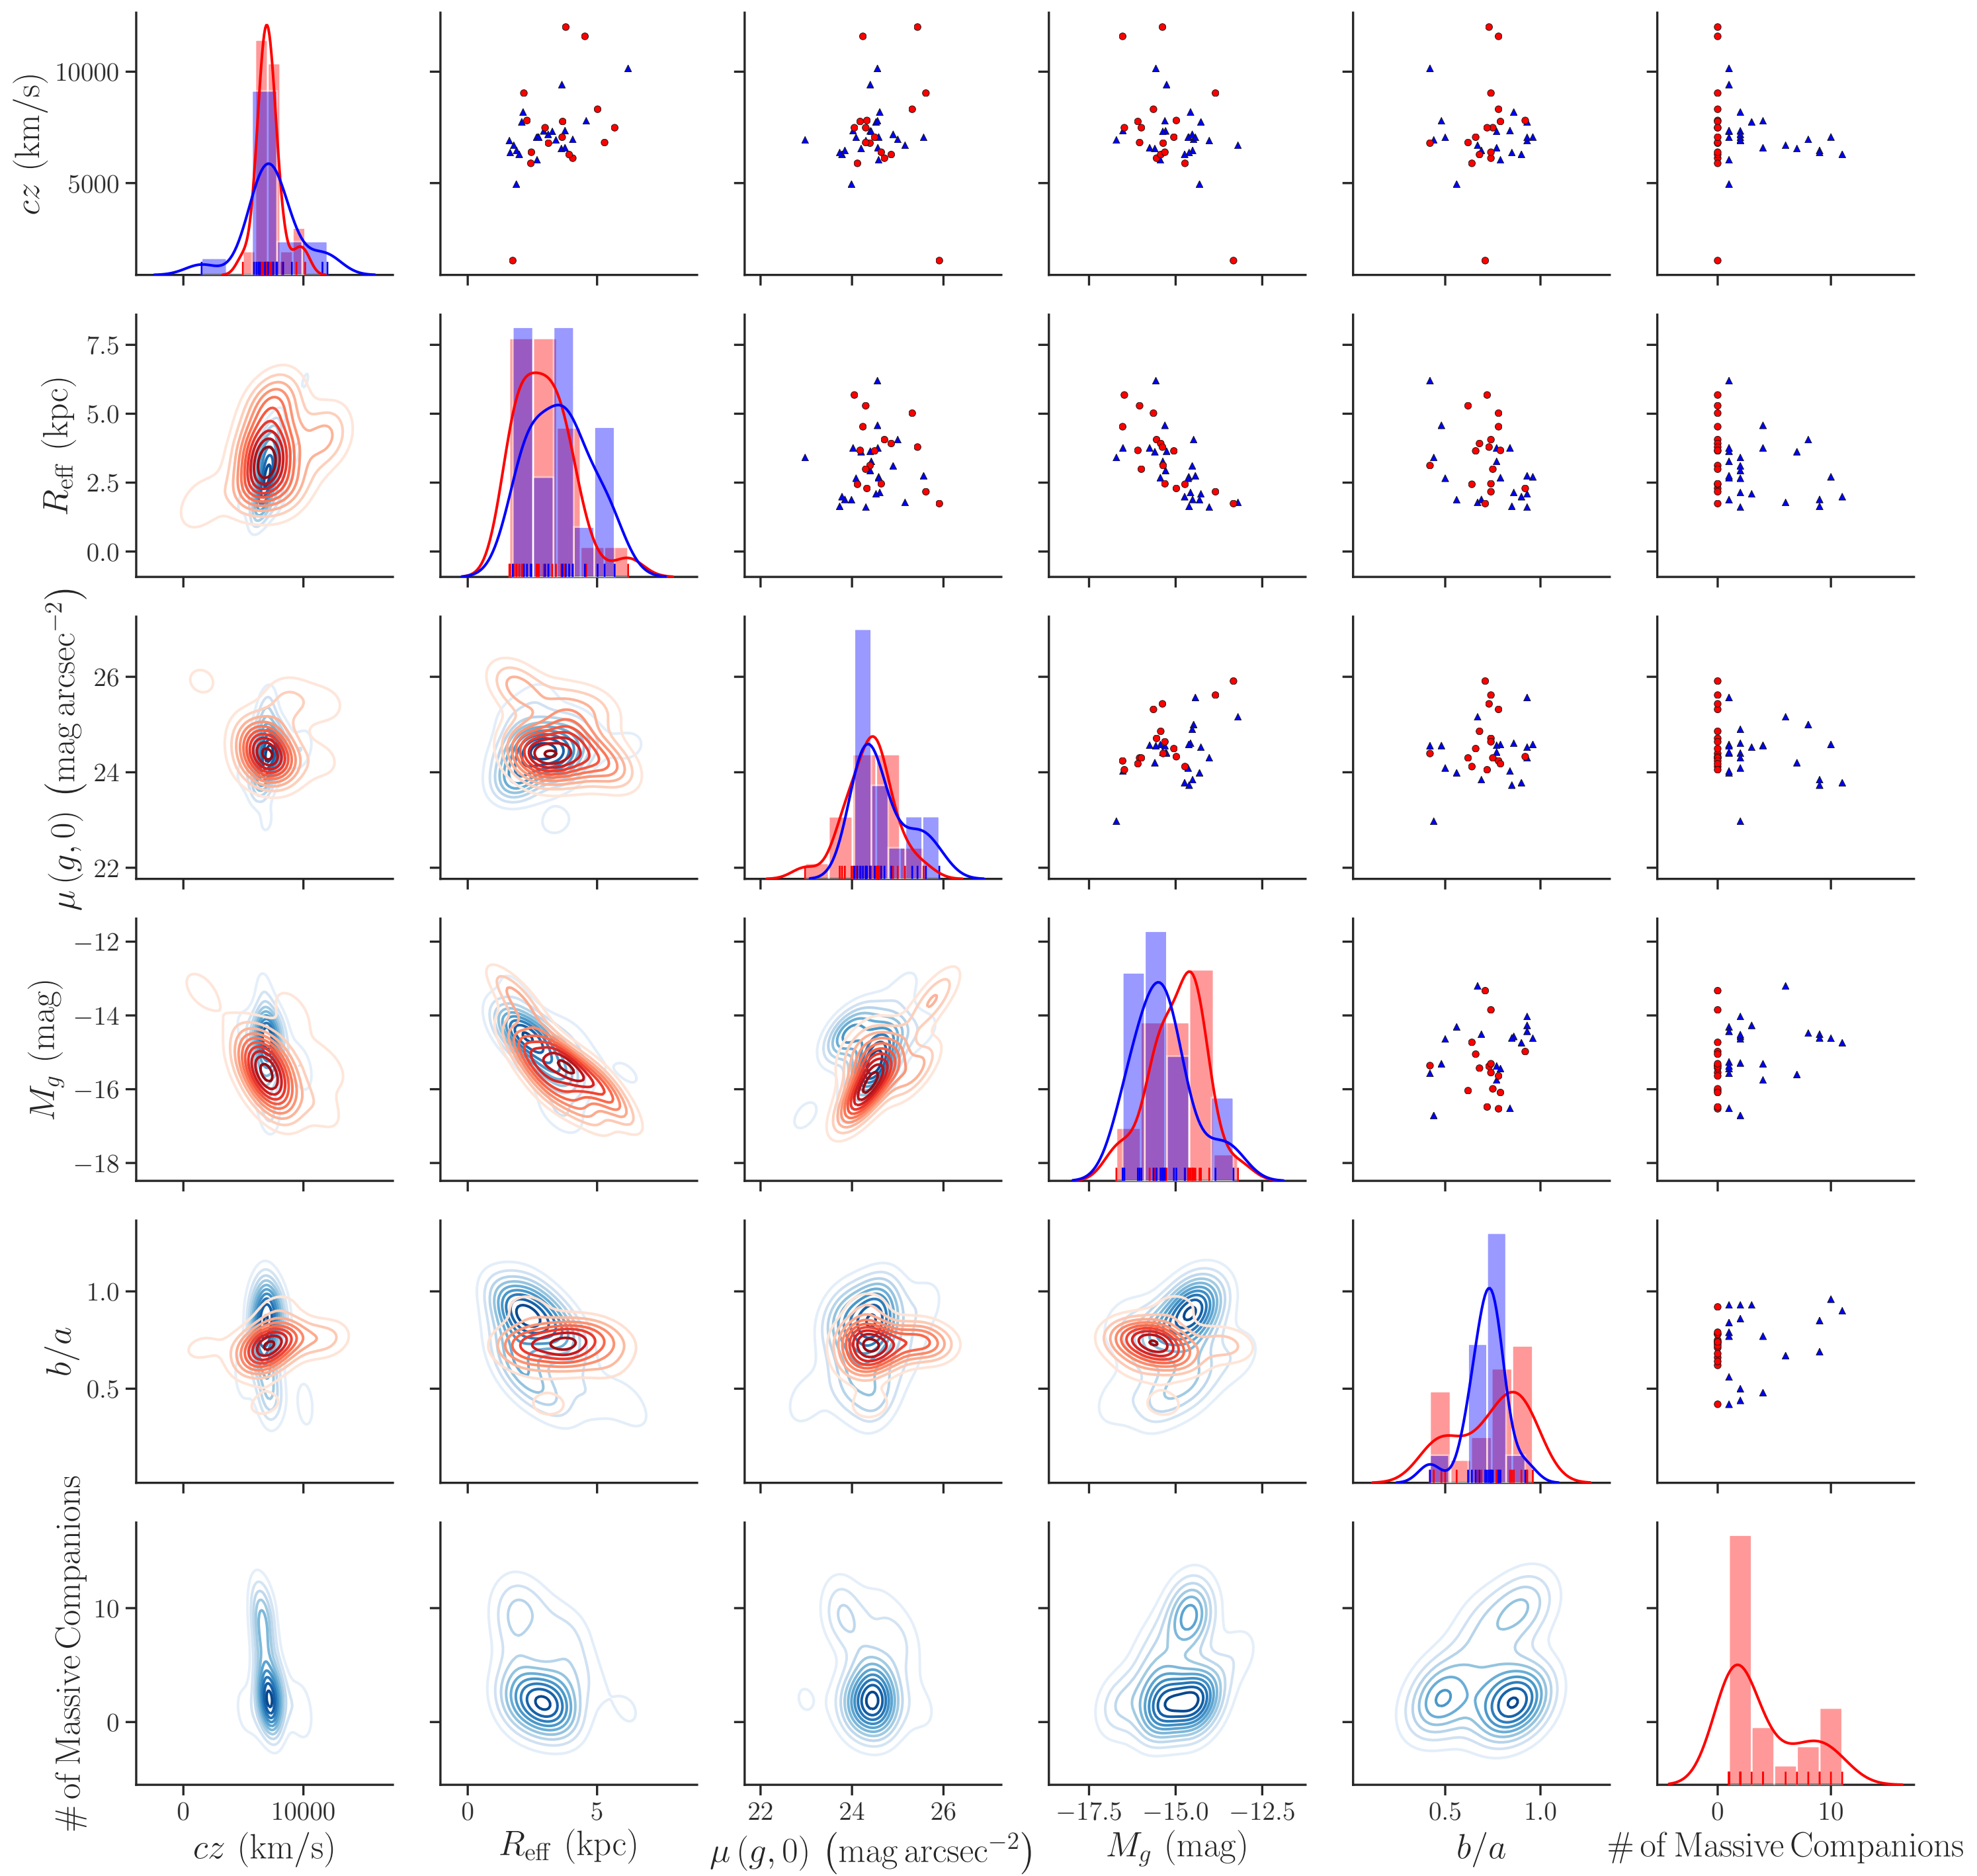 cz (km/s)
10000
5000
R_eff (kpc)
7.5
5.0
2.5
0.0
μ (g, 0) (mag arcsec⁻²)
26
24
22
M_g (mag)
−12
−14
−16
−18
b/a
1.0
0.5
# of Massive Companions
10
0
0 10000
0 5
22 24 26
−17.5 −15.0 −12.5
0.5 1.0
0 10
cz (km/s)
R_eff (kpc)
μ (g, 0) (mag arcsec⁻²)
M_g (mag)
b/a
# of Massive Companions